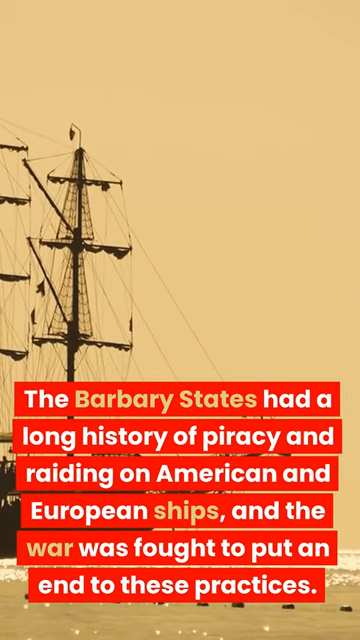 The Barbary States had a
long history of piracy and
raiding on American and
European ships, and the
war was fought to put an
end to these practices.